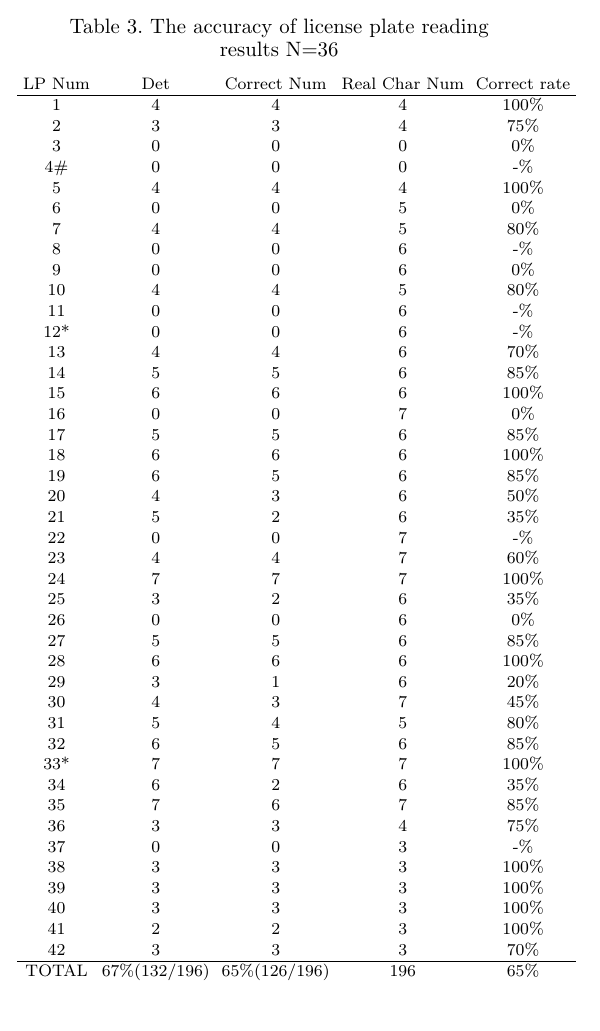 Table 3. The accuracy of license plate reading
results N=36
LP Num Det Correct Num Real Char Num Correct rate
1 4 4 4 100%
2 3 3 4 75%
3 0 0 0 0%
4# 0 0 0 -%
5 4 4 4 100%
6 0 0 5 0%
7 4 4 5 80%
8 0 0 6 -%
9 0 0 6 0%
10 4 4 5 80%
11 0 0 6 -%
12* 0 0 6 -%
13 4 4 6 70%
14 5 5 6 85%
15 6 6 6 100%
16 0 0 7 0%
17 5 5 6 85%
18 6 6 6 100%
19 6 5 6 85%
20 4 3 6 50%
21 5 2 6 35%
22 0 0 7 -%
23 4 4 7 60%
24 7 7 7 100%
25 3 2 6 35%
26 0 0 6 0%
27 5 5 6 85%
28 6 6 6 100%
29 3 1 6 20%
30 4 3 7 45%
31 5 4 5 80%
32 6 5 6 85%
33* 7 7 7 100%
34 6 2 6 35%
35 7 6 7 85%
36 3 3 4 75%
37 0 0 3 -%
38 3 3 3 100%
39 3 3 3 100%
40 3 3 3 100%
41 2 2 3 100%
42 3 3 3 70%
TOTAL 67%(132/196) 65%(126/196) 196 65%